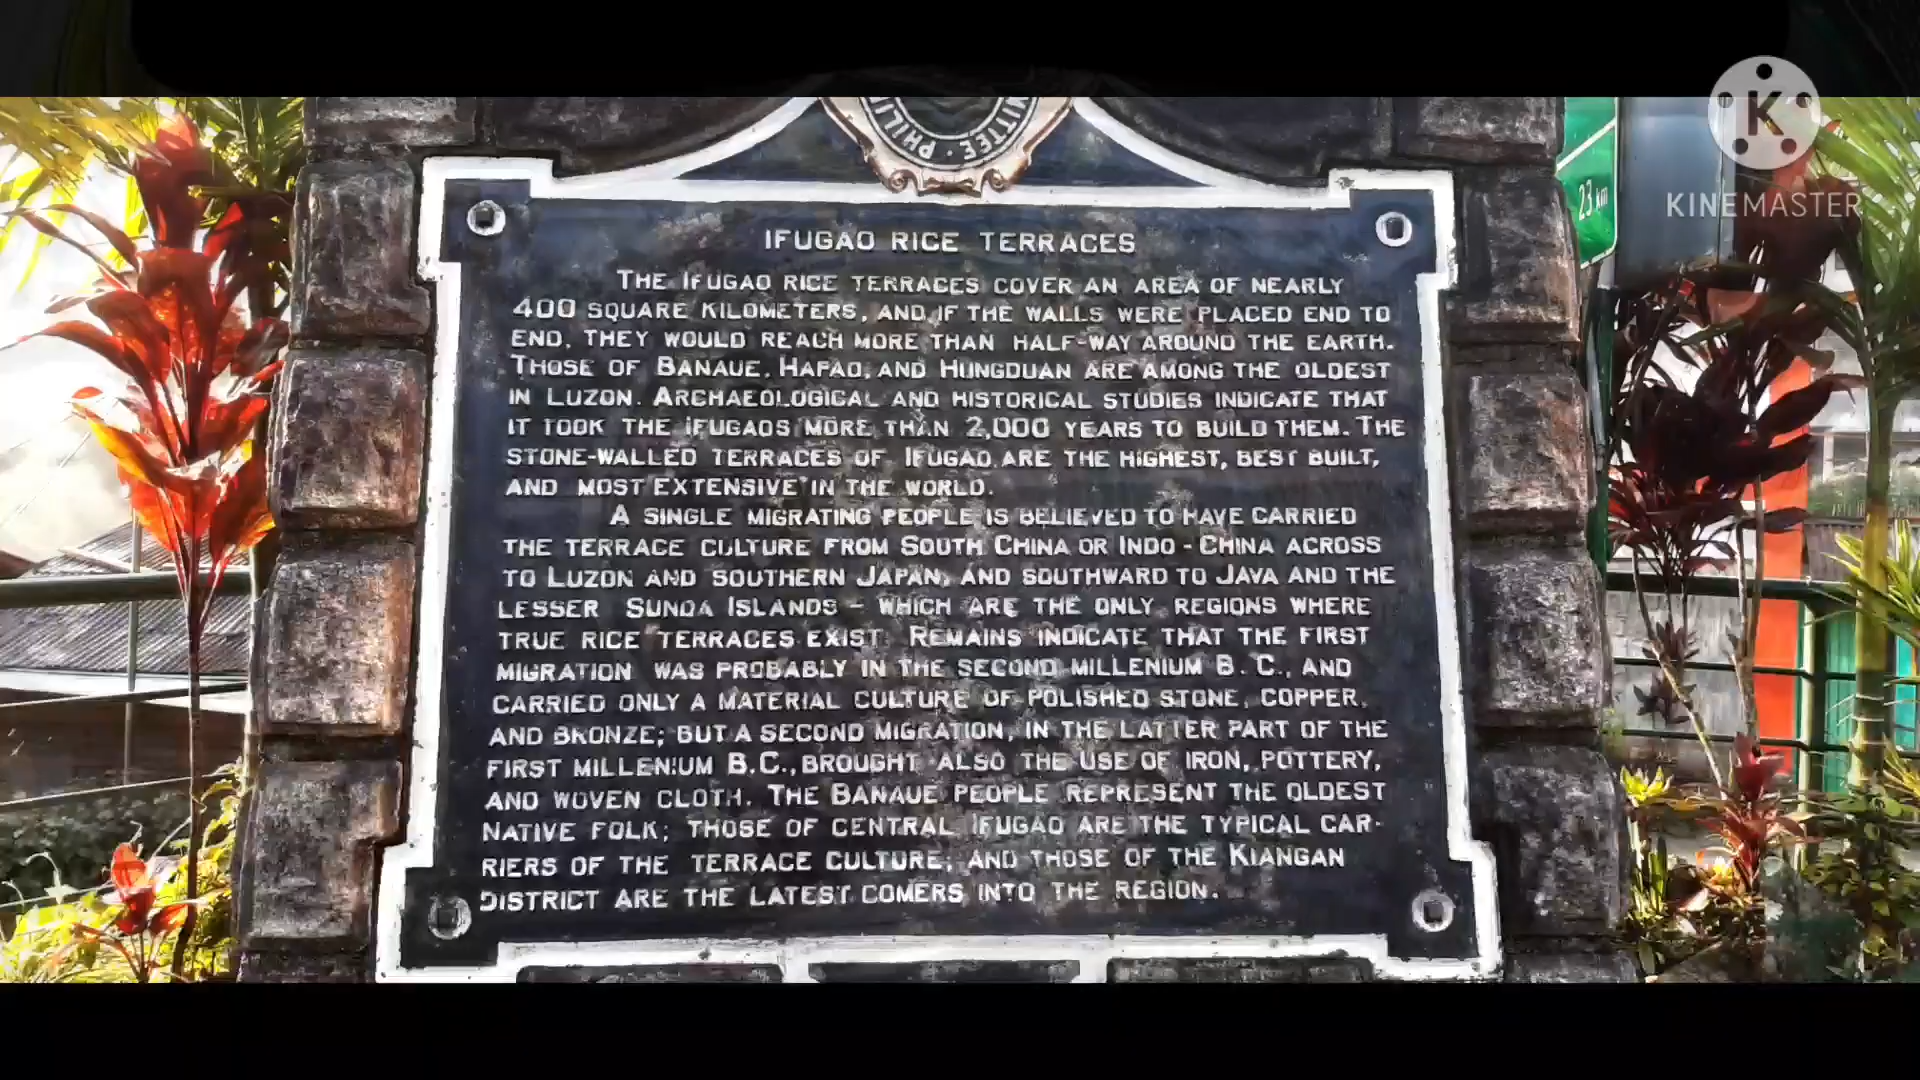 PHILI
MITTEE
23 km
K
KINEMASTER
IFUGAO RICE TERRACES
THE IFUGAO RICE TERRACES COVER AN AREA OF NEARLY
400 SQUARE KILOMETERS, AND IF THE WALLS WERE PLACED END TO
END, THEY WOULD REACH MORE THAN HALF-WAY AROUND THE EARTH.
THOSE OF BANAUE, HAPAO, AND HUNGDUAN ARE AMONG THE OLDEST
IN LUZON. ARCHAEOLOGICAL AND HISTORICAL STUDIES INDICATE THAT
IT TOOK THE IFUGAOS MORE THAN 2,000 YEARS TO BUILD THEM. THE
STONE-WALLED TERRACES OF IFUGAO ARE THE HIGHEST, BEST BUILT,
AND MOST EXTENSIVE IN THE WORLD.
A SINGLE MIGRATING PEOPLE IS BELIEVED TO HAVE CARRIED
THE TERRACE CULTURE FROM SOUTH CHINA OR INDO-CHINA ACROSS
TO LUZON AND SOUTHERN JAPAN, AND SOUTHWARD TO JAVA AND THE
LESSER SUNDA ISLANDS - WHICH ARE THE ONLY REGIONS WHERE
TRUE RICE TERRACES EXIST. REMAINS INDICATE THAT THE FIRST
MIGRATION WAS PROBABLY IN THE SECOND MILLENIUM B.C., AND
CARRIED ONLY A MATERIAL CULTURE OF POLISHED STONE, COPPER,
AND BRONZE; BUT A SECOND MIGRATION, IN THE LATTER PART OF THE
FIRST MILLENIUM B.C., BROUGHT ALSO THE USE OF IRON, POTTERY,
AND WOVEN CLOTH. THE BANAUE PEOPLE REPRESENT THE OLDEST
NATIVE FOLK; THOSE OF CENTRAL IFUGAO ARE THE TYPICAL CAR-
RIERS OF THE TERRACE CULTURE; AND THOSE OF THE KIANGAN
DISTRICT ARE THE LATEST COMERS INTO THE REGION.